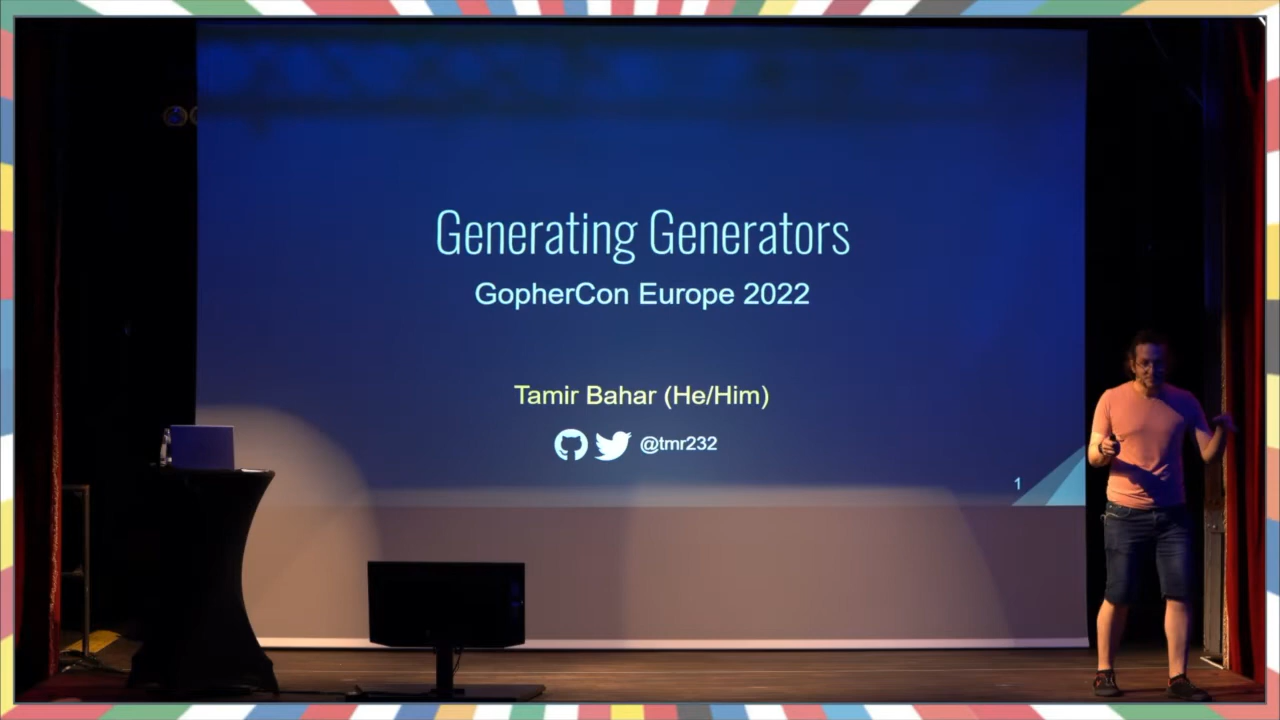 Generating Generators
GopherCon Europe 2022
Tamir Bahar (He/Him)
@tmr232
1